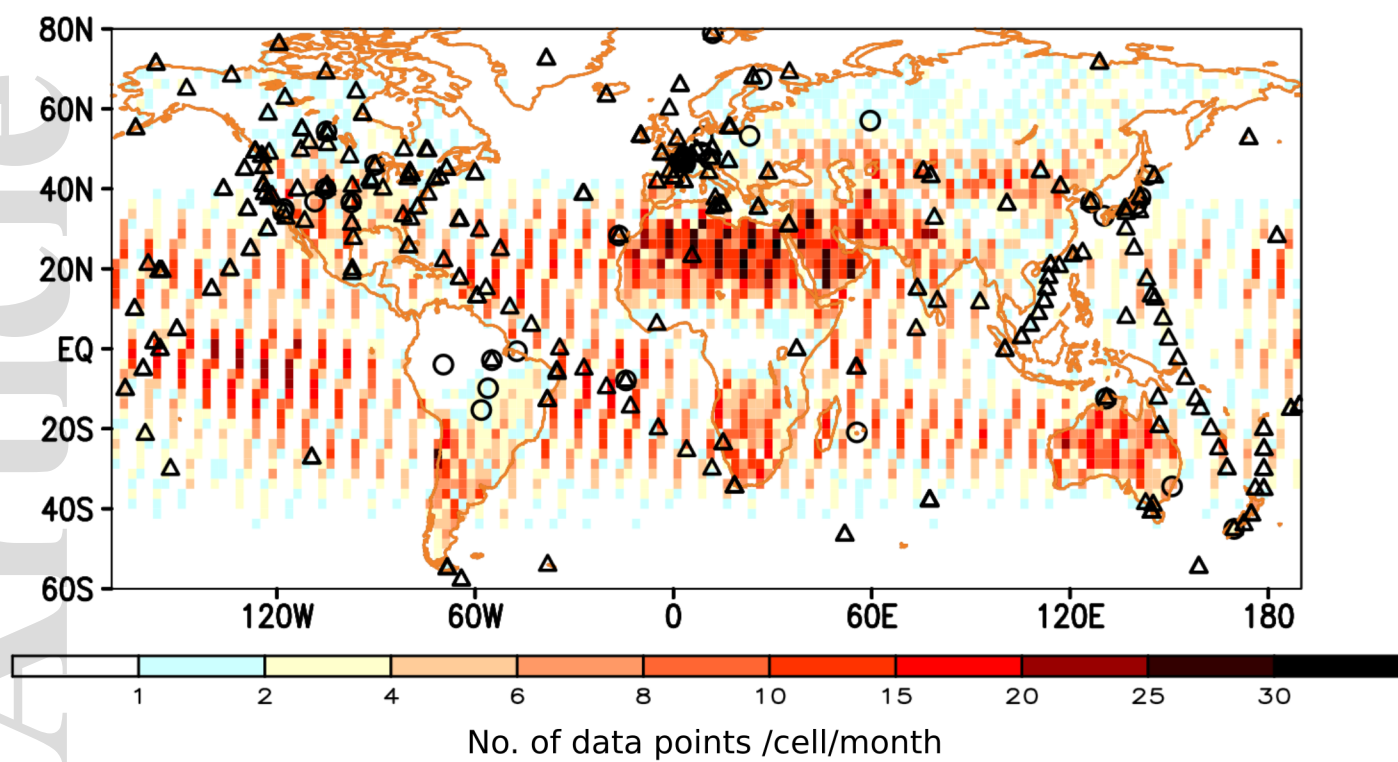 80N
60N
40N
20N
EQ
20S
40S
60S
120W 60W 0 60E 120E 180
1 2 4 6 8 10 15 20 25 30
No. of data points /cell/month
Article